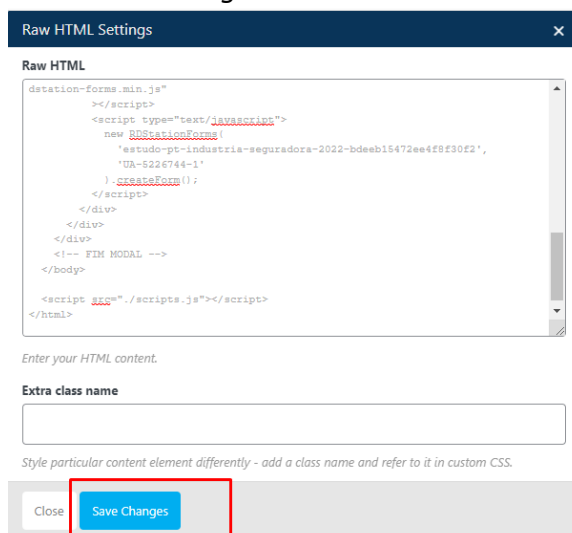 Raw HTML Settings ×
Raw HTML
dstation-forms.min.js"
></script>
<script type="text/javascript">
new RDStationForms(
'estudo-pt-industria-seguradora-2022-bdeeb15472ee4f8f30f2',
'UA-5226744-1'
).createForm();
</script>
</div>
</div>
</div>
<!-- FIM MODAL -->
</body>
<script src="./scripts.js"></script>
</html>
Enter your HTML content.
Extra class name
Style particular content element differently - add a class name and refer to it in custom CSS.
Close Save Changes